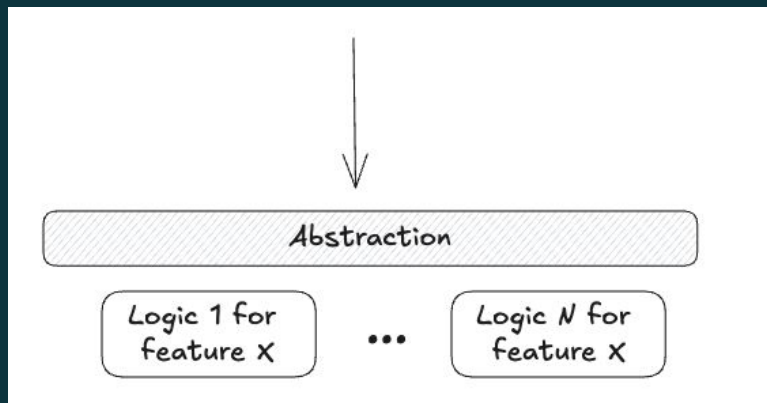 Abstraction
Logic 1 for
feature X
...
Logic N for
feature X